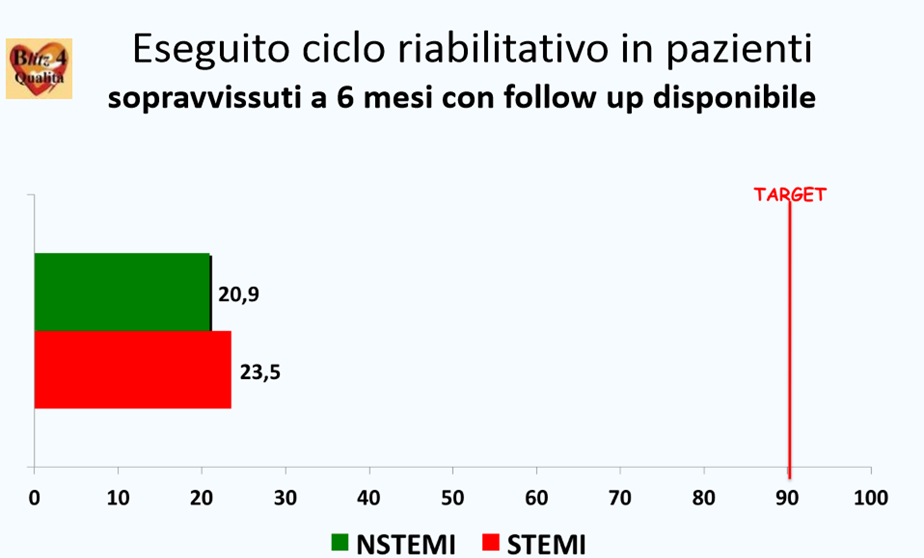 Blitz 4
Qualità
Eseguito ciclo riabilitativo in pazienti
sopravvissuti a 6 mesi con follow up disponibile
TARGET
20,9
23,5
0 10 20 30 40 50 60 70 80 90 100
NSTEMI STEMI